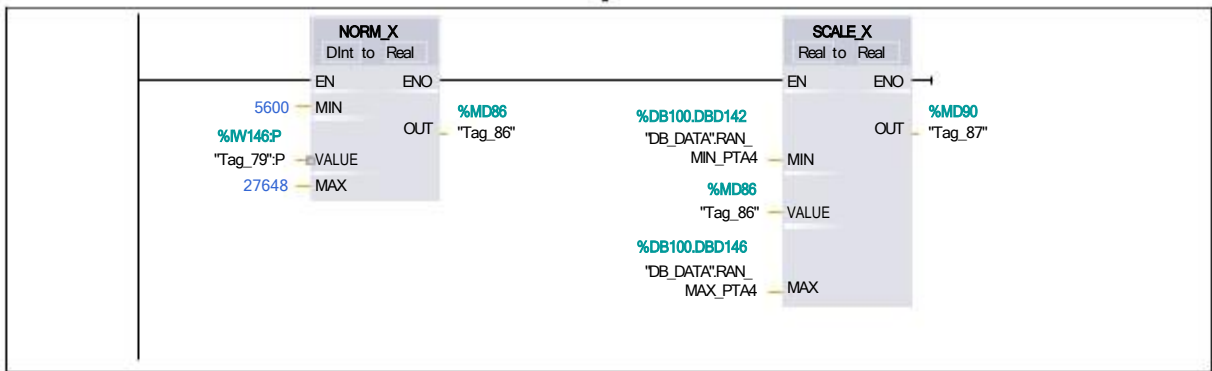 NORM_X
DInt to Real
EN ENO
5600 MIN
%MD86
OUT "Tag_86"
%IW146:P
"Tag_79":P VALUE
27648 MAX
SCALE_X
Real to Real
EN ENO
%DB100.DBD142
"DB_DATA".RAN_
MIN_PTA4 MIN
%MD90
OUT "Tag_87"
%MD86
"Tag_86" VALUE
%DB100.DBD146
"DB_DATA".RAN_
MAX_PTA4 MAX